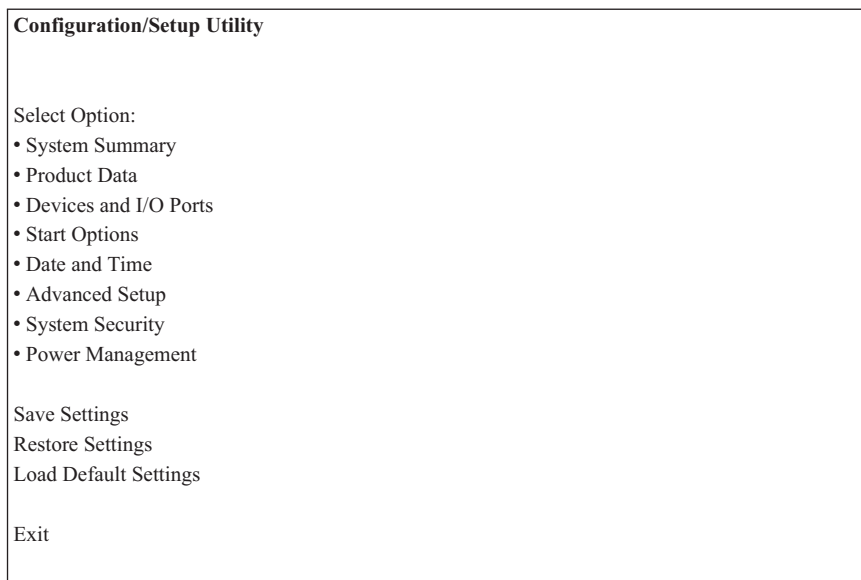 Configuration/Setup Utility
Select Option:
• System Summary
• Product Data
• Devices and I/O Ports
• Start Options
• Date and Time
• Advanced Setup
• System Security
• Power Management
Save Settings
Restore Settings
Load Default Settings
Exit